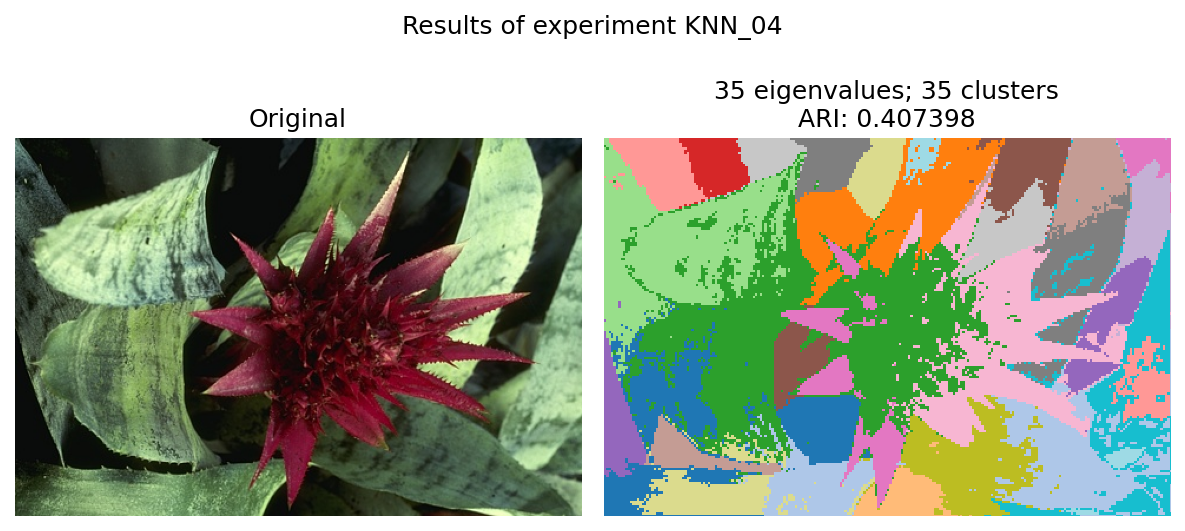 Results of experiment KNN_04
Original
35 eigenvalues; 35 clusters
ARI: 0.407398